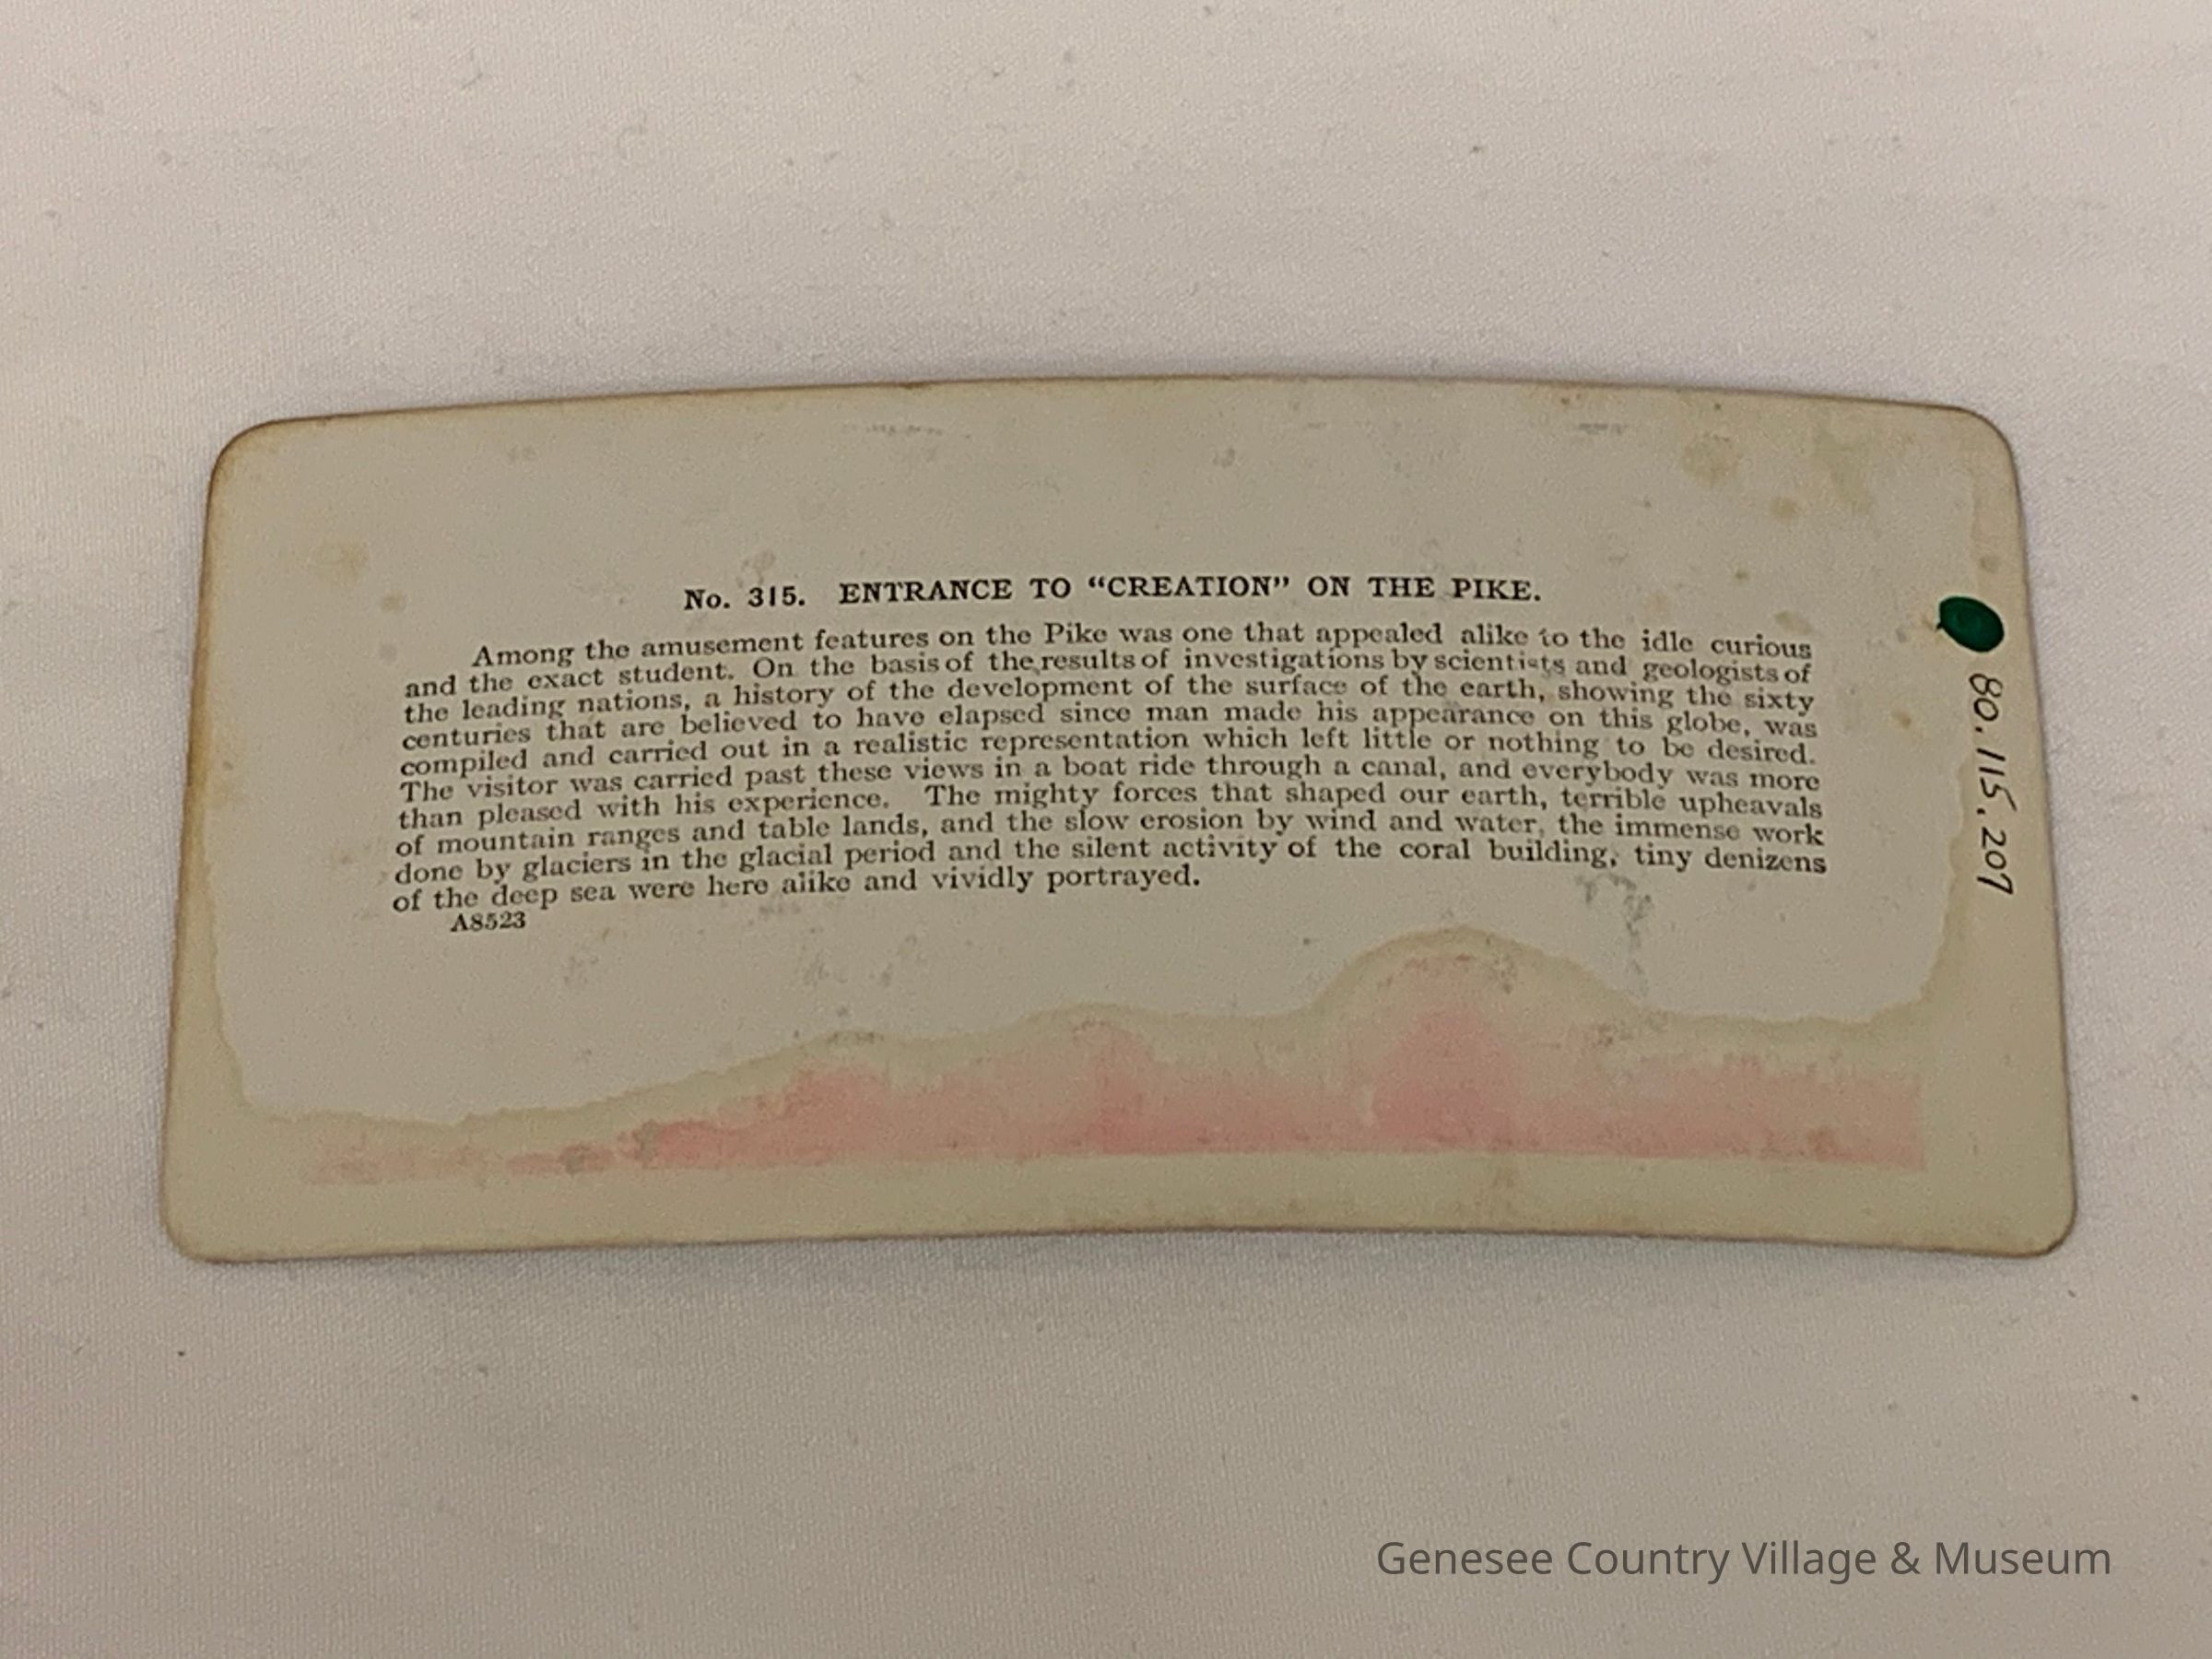 No. 315. ENTRANCE TO "CREATION" ON THE PIKE.
Among the amusement features on the Pike was one that appealed alike to the idle curious
and the exact student. On the basis of the results of investigations by scientists and geologists of
the leading nations, a history of the development of the surface of the earth, showing the sixty
centuries that are believed to have elapsed since man made his appearance on this globe, was
compiled and carried out in a realistic representation which left little or nothing to be desired.
The visitor was carried past these views in a boat ride through a canal, and everybody was more
than pleased with his experience. The mighty forces that shaped our earth, terrible upheavals
of mountain ranges and table lands, and the slow erosion by wind and water, the immense work
done by glaciers in the glacial period and the silent activity of the coral building, tiny denizens
of the deep sea were here alike and vividly portrayed.
A8523
80.115.207
Genesee Country Village & Museum